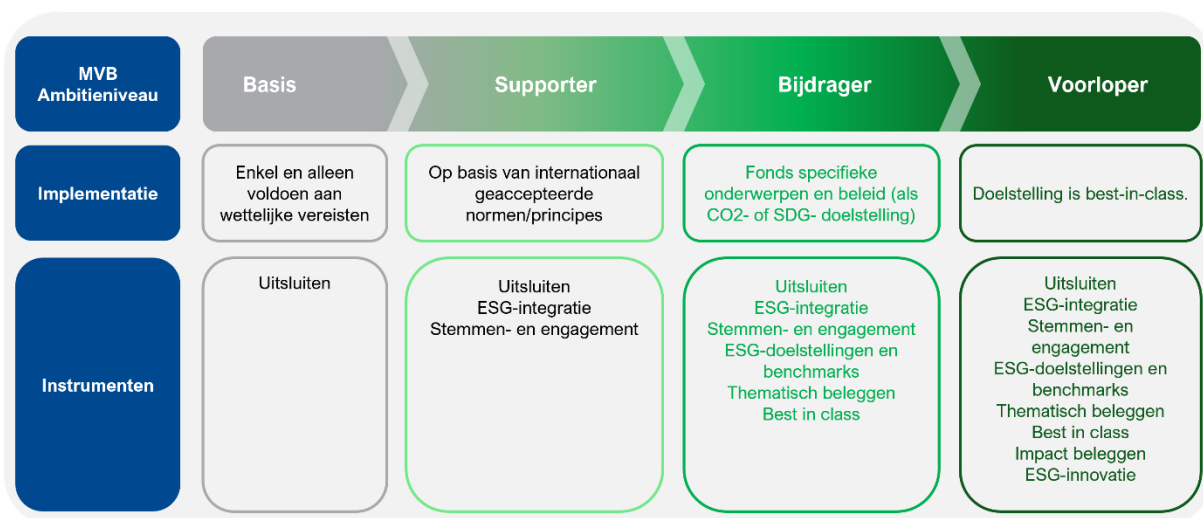 MVB
Ambitieniveau
Basis
Supporter
Bijdrager
Voorloper
Implementatie
Enkel en alleen
voldoen aan
wettelijke vereisten
Op basis van internationaal
geaccepteerde
normen/principes
Fonds specifieke
onderwerpen en beleid (als
CO2- of SDG- doelstelling)
Doelstelling is best-in-class.
Instrumenten
Uitsluiten
Uitsluiten
ESG-integratie
Stemmen- en engagement
Uitsluiten
ESG-integratie
Stemmen- en engagement
ESG-doelstellingen en
benchmarks
Thematisch beleggen
Best in class
Uitsluiten
ESG-integratie
Stemmen- en
engagement
ESG-doelstellingen en
benchmarks
Thematisch beleggen
Best in class
Impact beleggen
ESG-innovatie